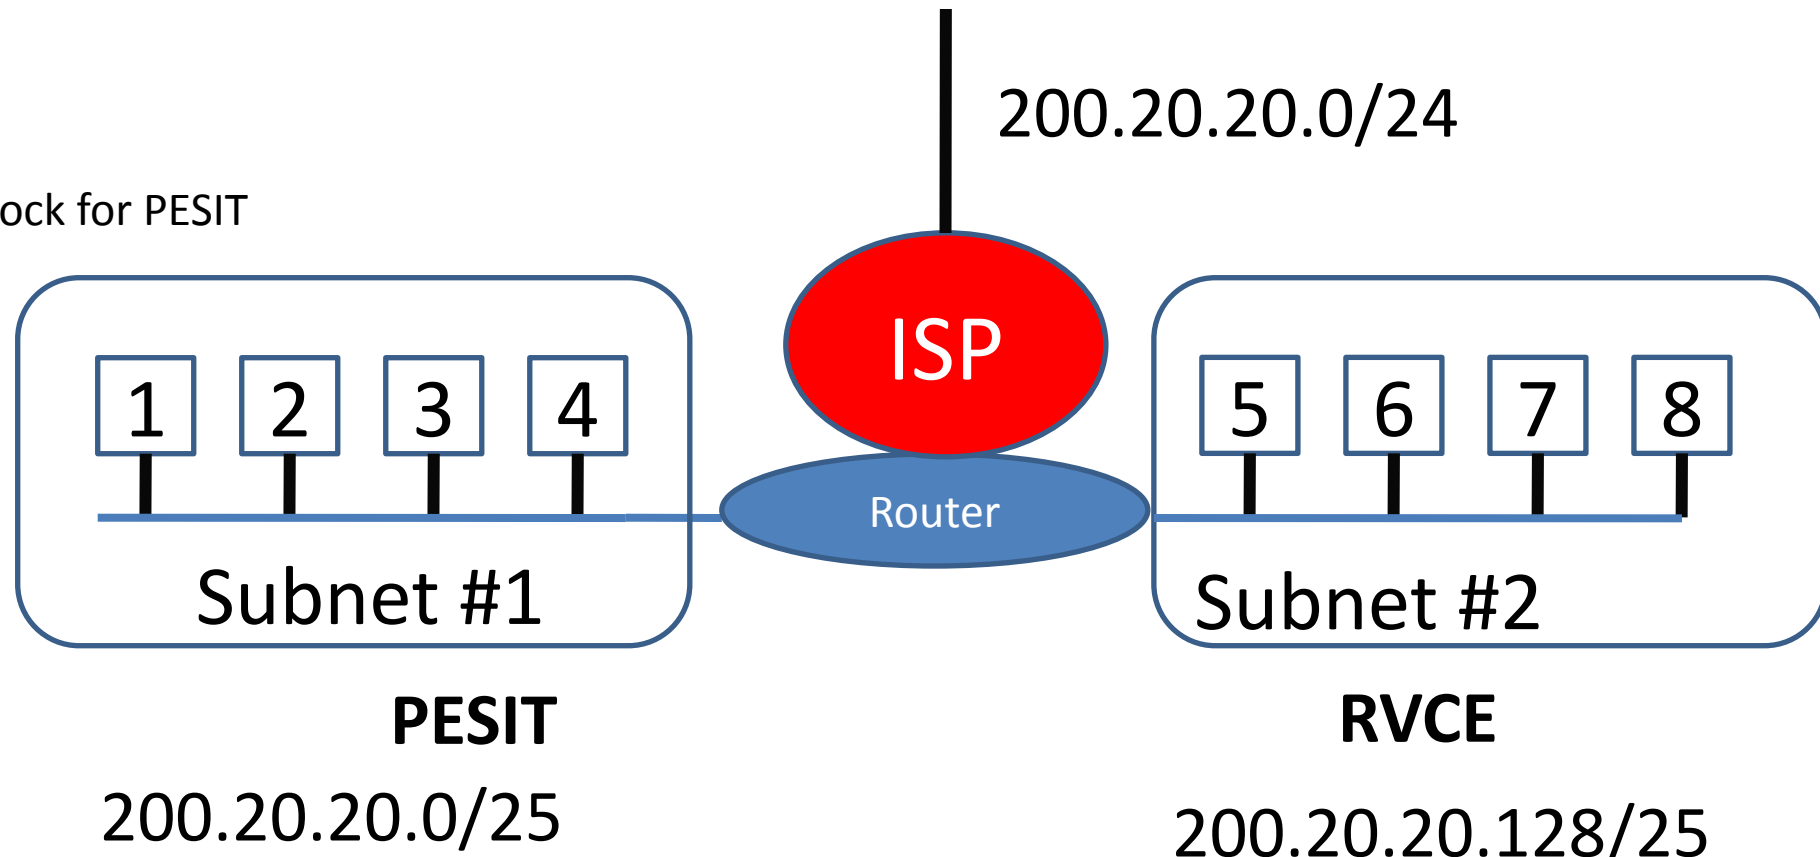 200.20.20.0/24
ock for PESIT
ISP
1 2 3 4
5 6 7 8
Router
Subnet #1
Subnet #2
PESIT
RVCE
200.20.20.0/25
200.20.20.128/25